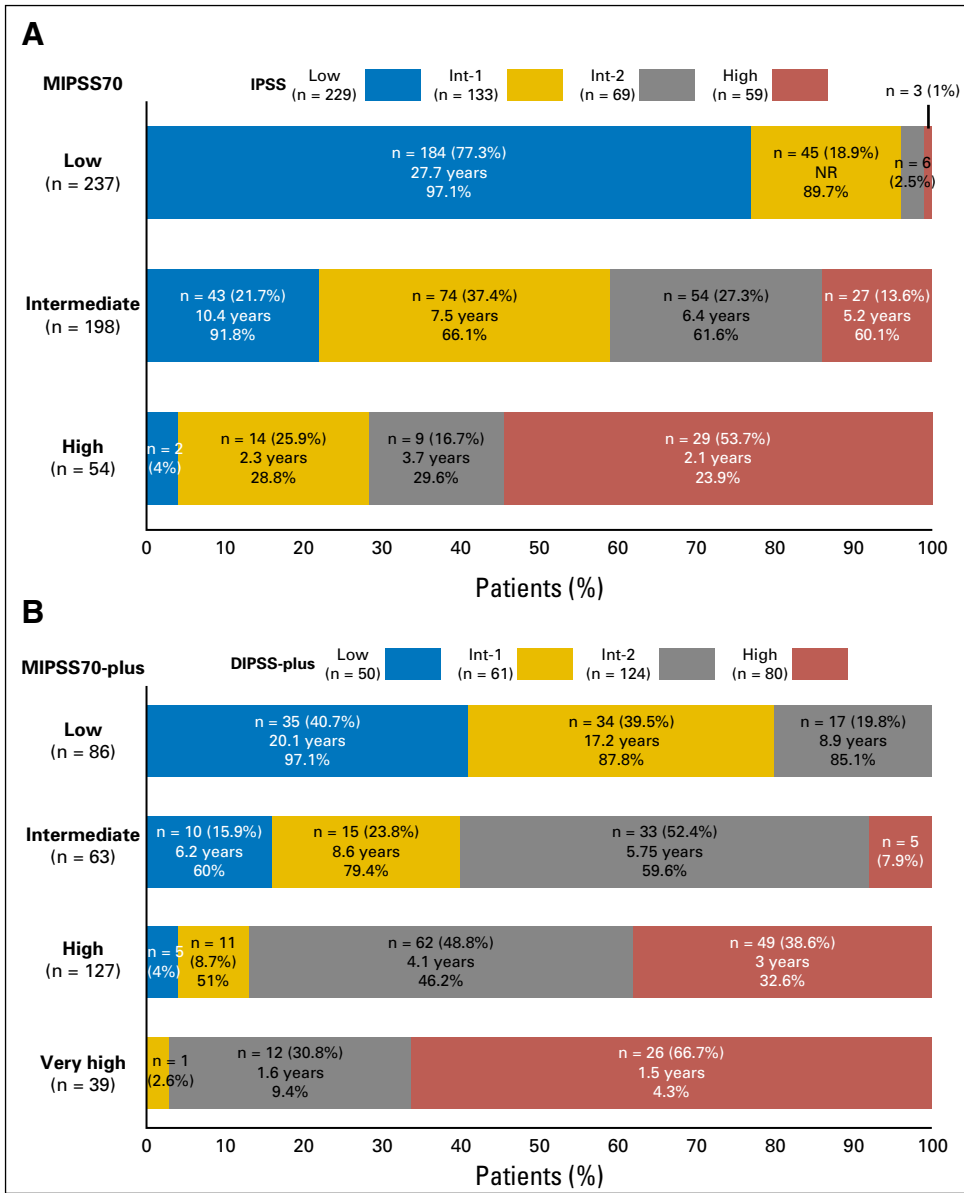 A
MIPSS70
IPSS
Low
(n = 229)
Int-1
(n = 133)
Int-2
(n = 69)
High
(n = 59)
n = 3 (1%)
Low
(n = 237)
n = 184 (77.3%)
27.7 years
97.1%
n = 45 (18.9%)
NR
89.7%
n = 6
(2.5%)
Intermediate
(n = 198)
n = 43 (21.7%)
10.4 years
91.8%
n = 74 (37.4%)
7.5 years
66.1%
n = 54 (27.3%)
6.4 years
61.6%
n = 27 (13.6%)
5.2 years
60.1%
High
(n = 54)
n = 2
(4%)
n = 14 (25.9%)
2.3 years
28.8%
n = 9 (16.7%)
3.7 years
29.6%
n = 29 (53.7%)
2.1 years
23.9%
0 10 20 30 40 50 60 70 80 90 100
Patients (%)
B
MIPSS70-plus
DIPSS-plus
Low
(n = 50)
Int-1
(n = 61)
Int-2
(n = 124)
High
(n = 80)
Low
(n = 86)
n = 35 (40.7%)
20.1 years
97.1%
n = 34 (39.5%)
17.2 years
87.8%
n = 17 (19.8%)
8.9 years
85.1%
Intermediate
(n = 63)
n = 10 (15.9%)
6.2 years
60%
n = 15 (23.8%)
8.6 years
79.4%
n = 33 (52.4%)
5.75 years
59.6%
n = 5
(7.9%)
High
(n = 127)
n = 5
(4%)
n = 11
(8.7%)
51%
n = 62 (48.8%)
4.1 years
46.2%
n = 49 (38.6%)
3 years
32.6%
Very high
(n = 39)
n = 1
(2.6%)
n = 12 (30.8%)
1.6 years
9.4%
n = 26 (66.7%)
1.5 years
4.3%
0 10 20 30 40 50 60 70 80 90 100
Patients (%)